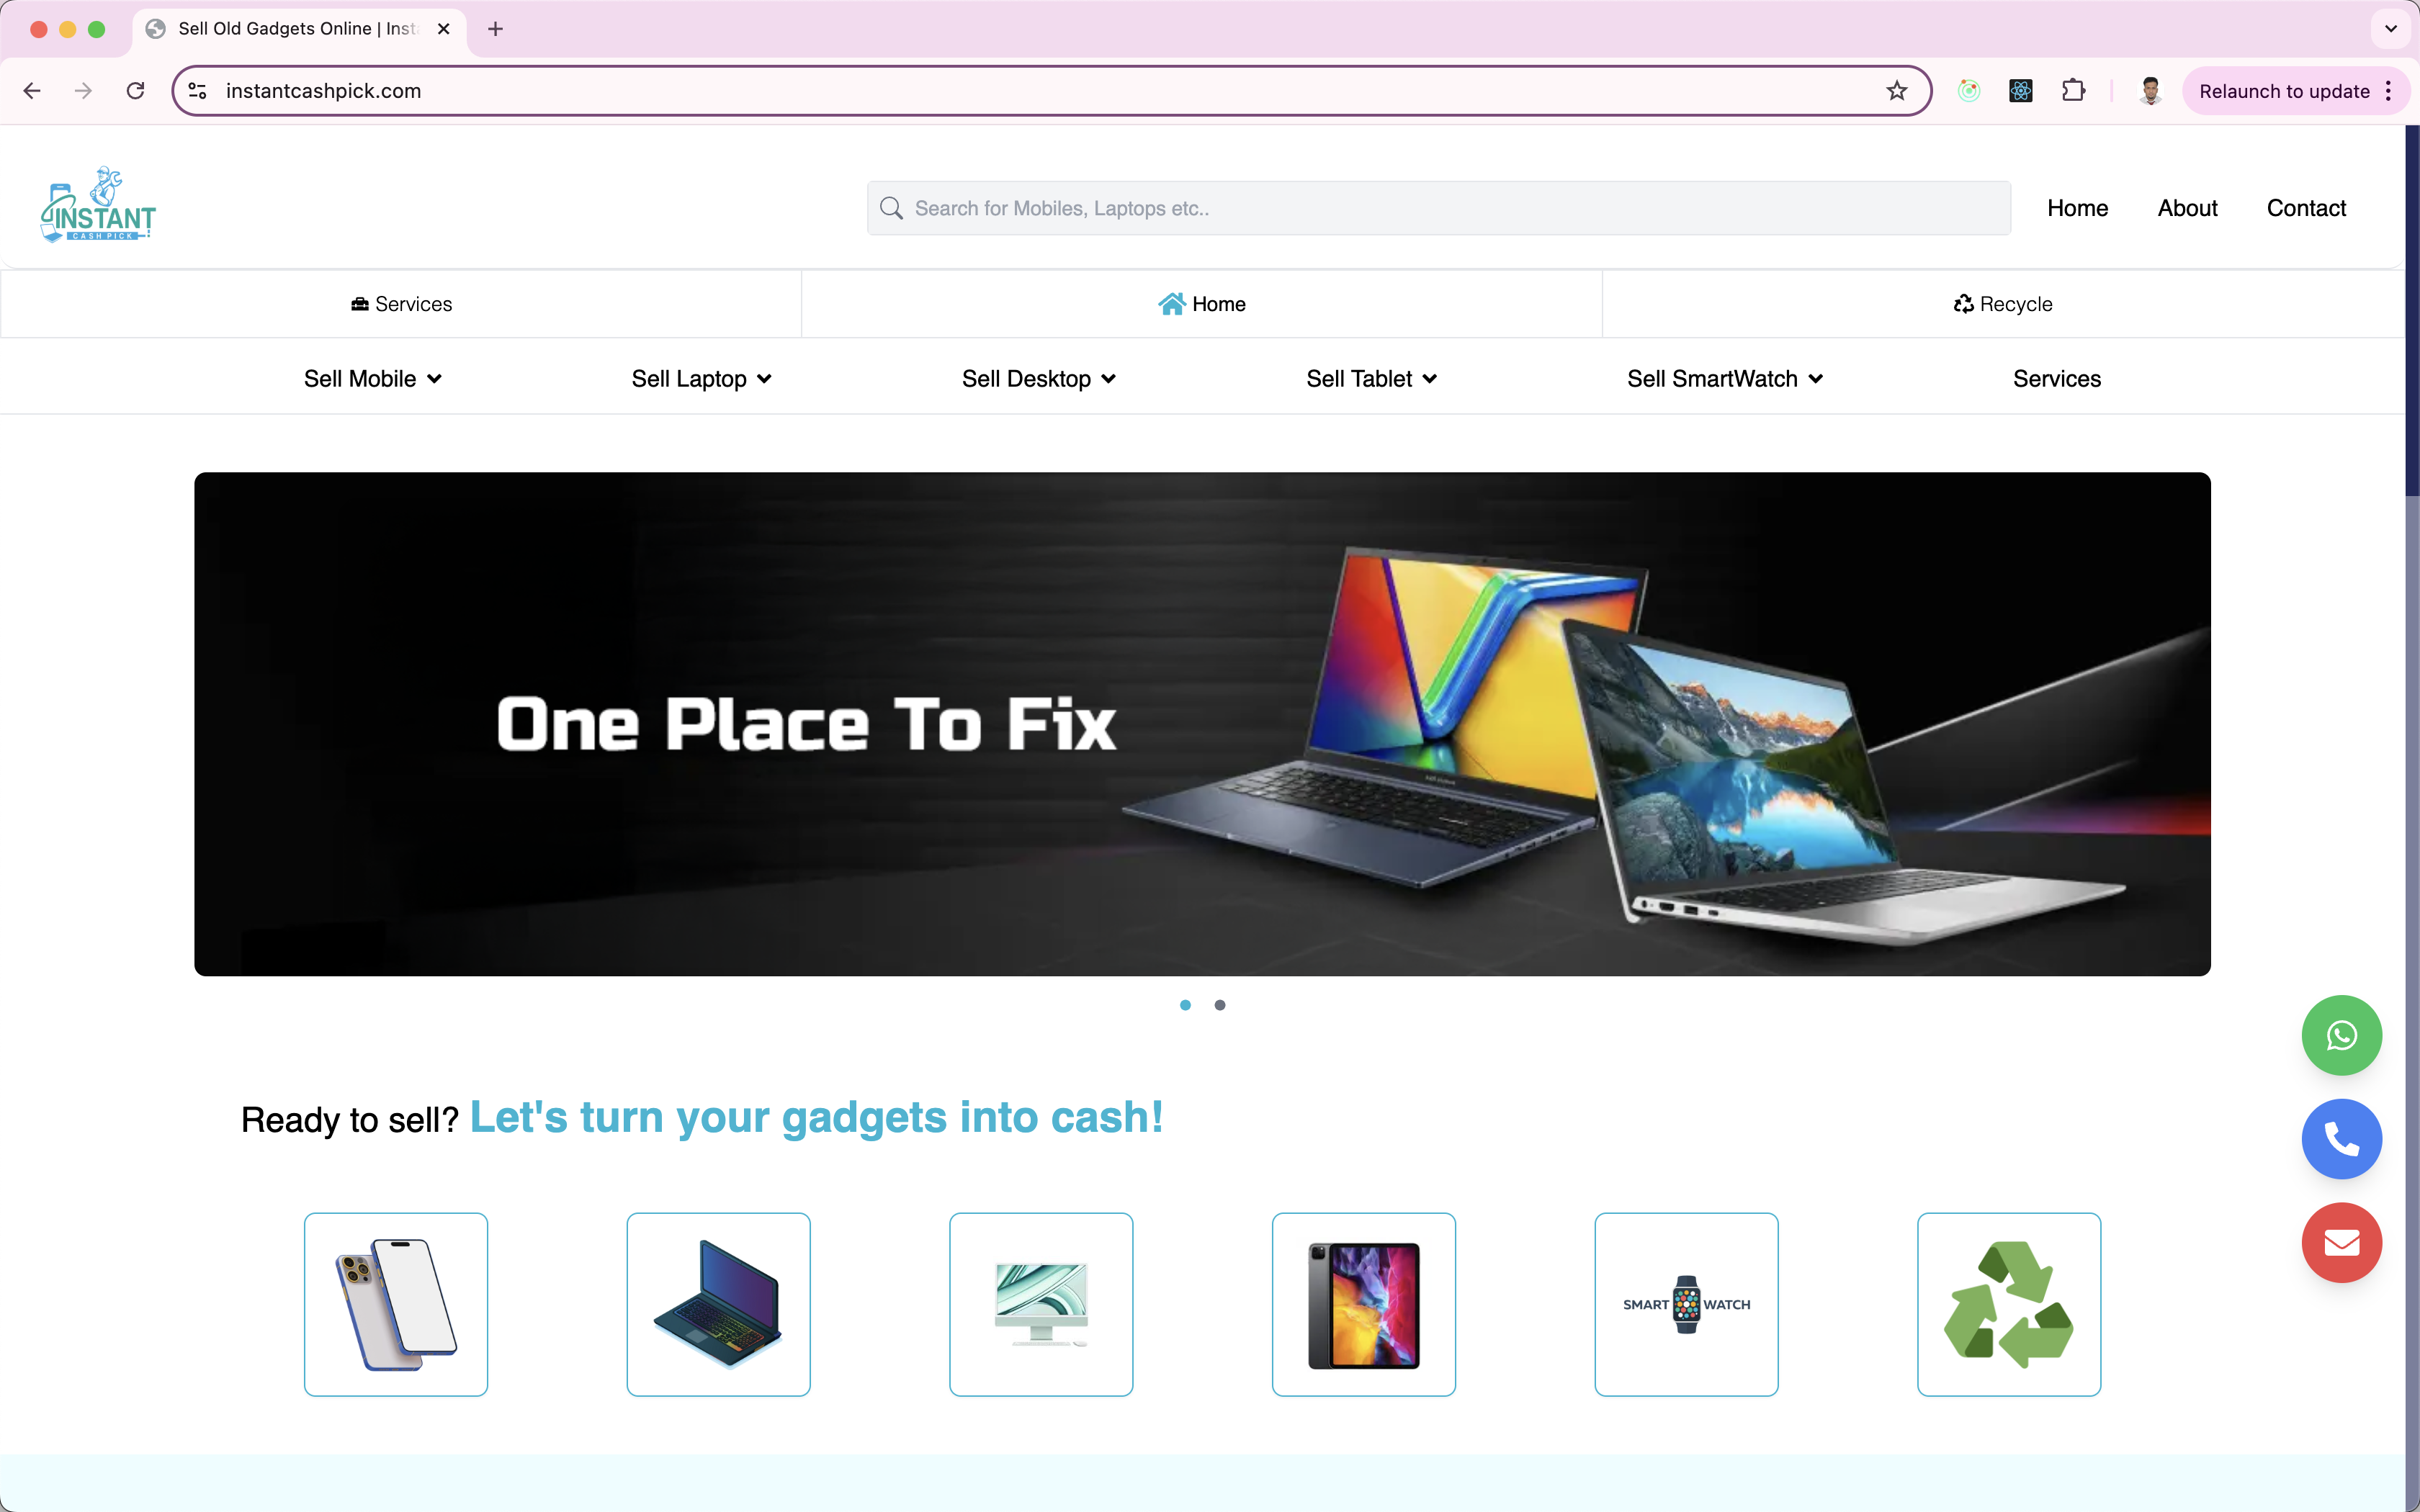 Sell Old Gadgets Online | Inst
instantcashpick.com
Relaunch to update
INSTANT
CASH PICK
Search for Mobiles, Laptops etc..
Home
About
Contact
Services
Home
Recycle
Sell Mobile
Sell Laptop
Sell Desktop
Sell Tablet
Sell SmartWatch
Services
One Place To Fix
Ready to sell? Let's turn your gadgets into cash!
SMART WATCH